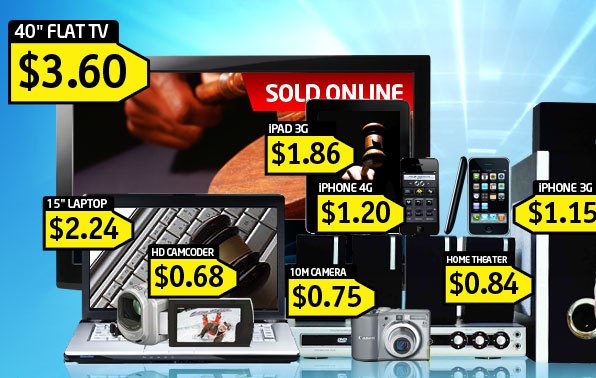 40" FLAT TV
$3.60
SOLD ONLINE
iPAD 3G
$1.86
iPHONE 4G
$1.20
iPHONE 3G
$1.15
15" LAPTOP
$2.24
HD CAMCODER
$0.68
10M CAMERA
$0.75
HOME THEATER
$0.84
Canon